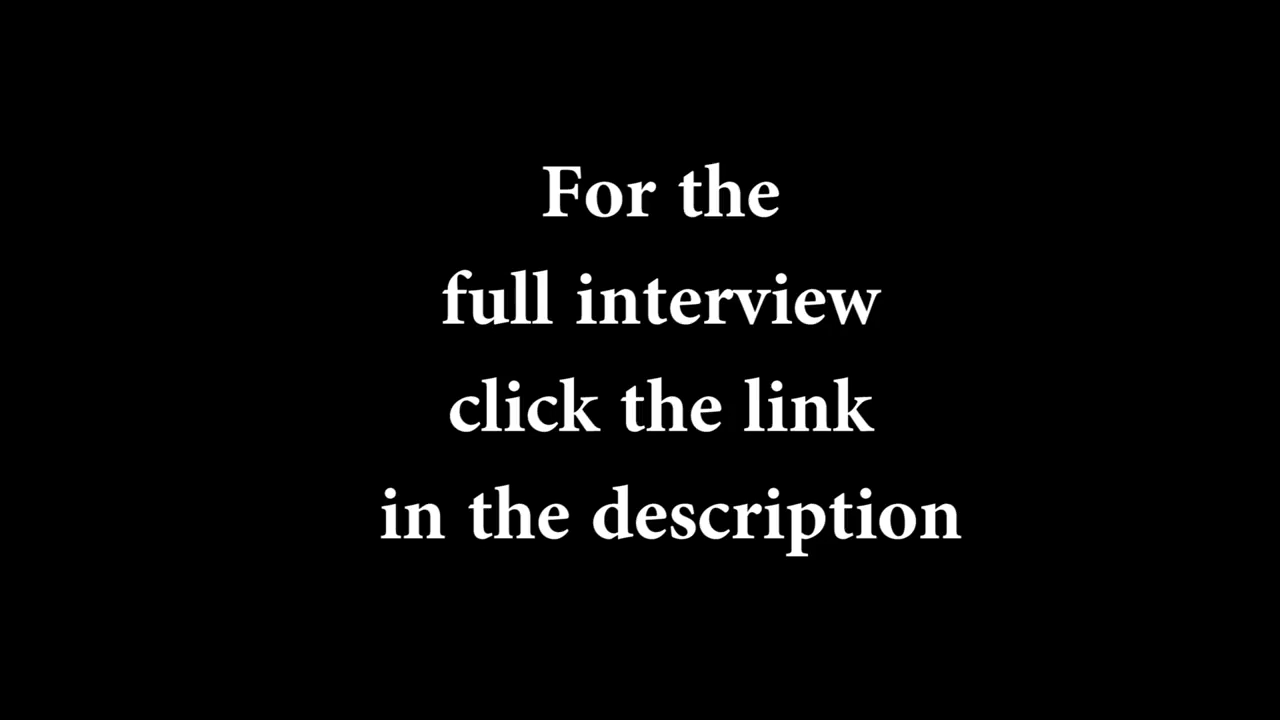 For the
full interview
click the link
in the description